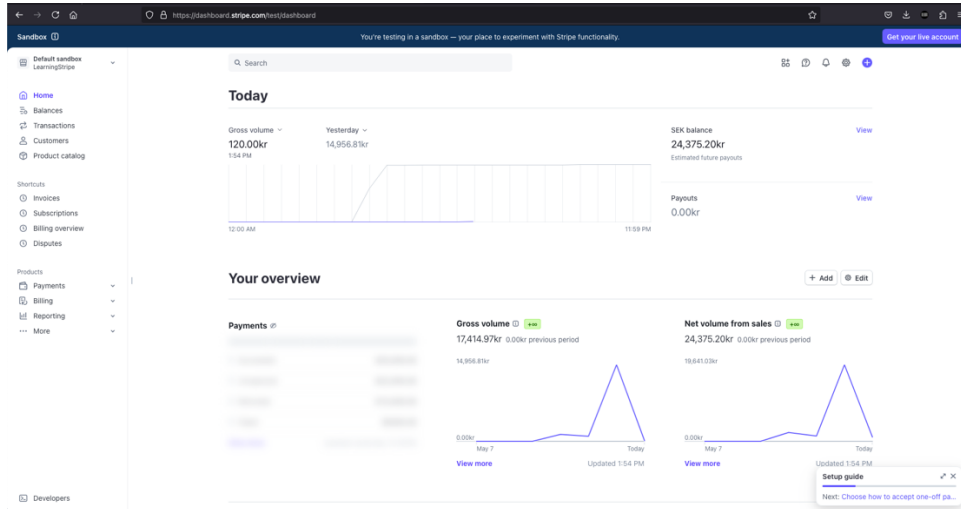 https://dashboard.stripe.com/test/dashboard
Sandbox
You're testing in a sandbox — your place to experiment with Stripe functionality.
Get your live account
Default sandbox
LearningStripe
Home
Balances
Transactions
Customers
Product catalog
Shortcuts
Invoices
Subscriptions
Billing overview
Disputes
Products
Payments
Billing
Reporting
More
Developers
Search
Today
Gross volume
120.00kr
1:54 PM
Yesterday
14,956.81kr
12:00 AM
11:59 PM
SEK balance
View
24,375.20kr
Estimated future payouts
Payouts
View
0.00kr
Your overview
+ Add
Edit
Payments
Gross volume +∞
17,414.97kr 0.00kr previous period
14,956.81kr
0.00kr
May 7
Today
View more
Updated 1:54 PM
Net volume from sales +∞
24,375.20kr 0.00kr previous period
19,641.03kr
0.00kr
May 7
Today
View more
Updated 1:54 PM
Setup guide
Next: Choose how to accept one-off pa...